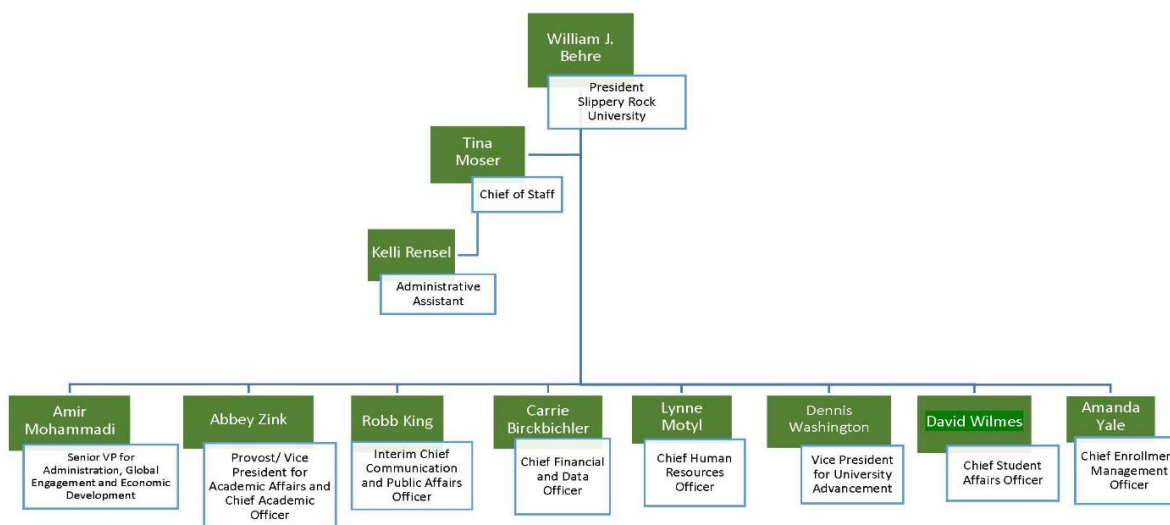 William J.
Behre
President
Slippery Rock
University
Tina
Moser
Chief of Staff
Kelli Rensel
Administrative
Assistant
Amir
Mohammadi
Senior VP for
Administration, Global
Engagement and Economic
Development
Abbey Zink
Provost/ Vice
President for
Academic Affairs and
Chief Academic
Officer
Robb King
Interim Chief
Communication
and Public Affairs
Officer
Carrie
Birckbichler
Chief Financial
and Data
Officer
Lynne
Motyl
Chief Human
Resources Officer
Dennis
Washington
Vice President
for University
Advancement
David Wilmes
Chief Student
Affairs Officer
Amanda
Yale
Chief Enrollment
Management
Officer